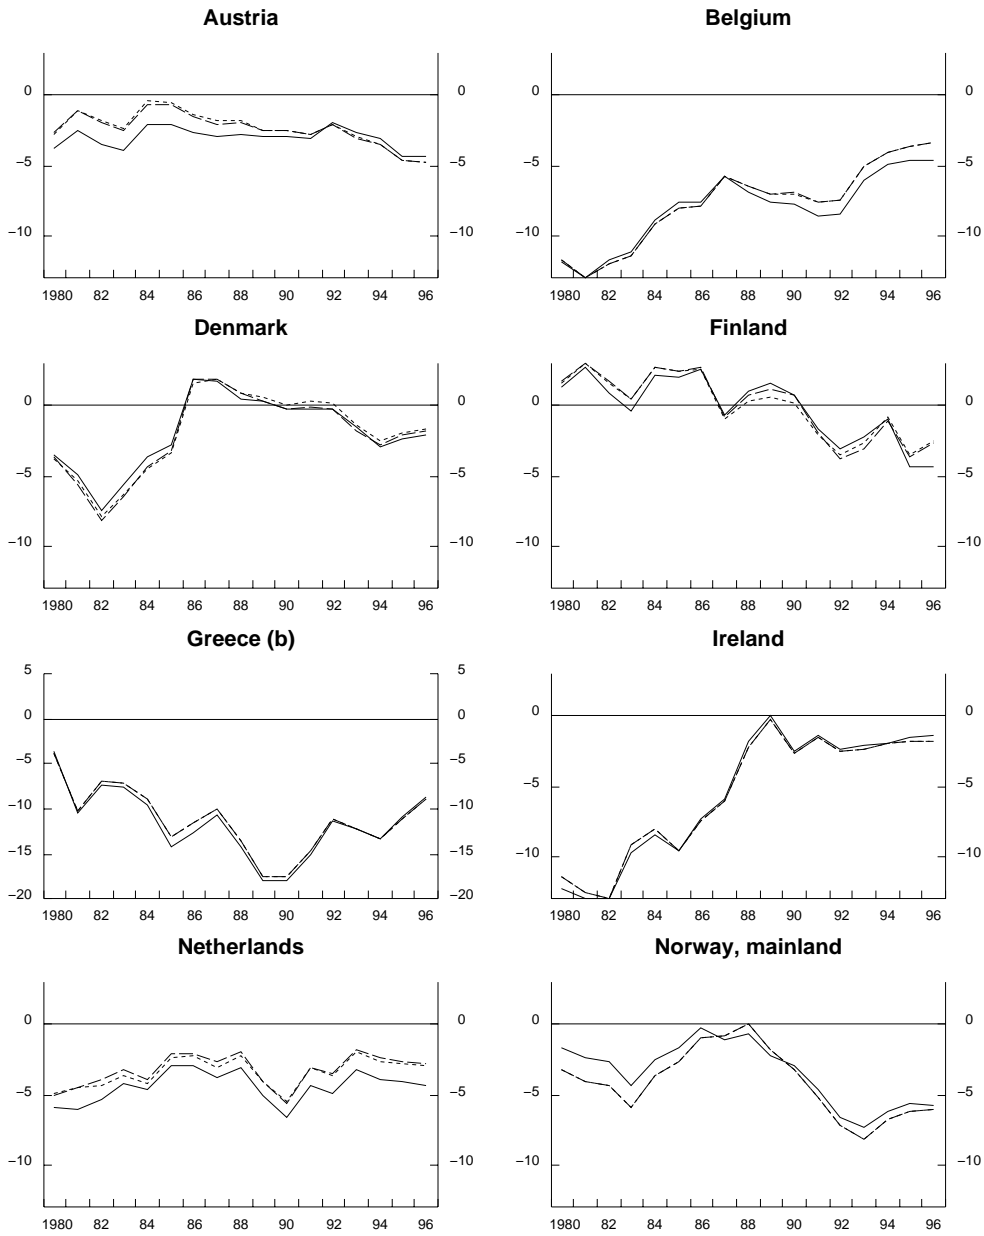 Austria Belgium
0 0 0 0
−5 −5 −5 −5
−10 −10 −10 −10
1980 82 84 86 88 90 92 94 96 1980 82 84 86 88 90 92 94 96
Denmark Finland
0 0 0 0
−5 −5 −5 −5
−10 −10 −10 −10
1980 82 84 86 88 90 92 94 96 1980 82 84 86 88 90 92 94 96
Greece (b) Ireland
5 5
0 0 0 0
−5 −5 −5 −5
−10 −10 −10 −10
−15 −15
−20 −20
1980 82 84 86 88 90 92 94 96 1980 82 84 86 88 90 92 94 96
Netherlands Norway, mainland
0 0 0 0
−5 −5 −5 −5
−10 −10 −10 −10
1980 82 84 86 88 90 92 94 96 1980 82 84 86 88 90 92 94 96